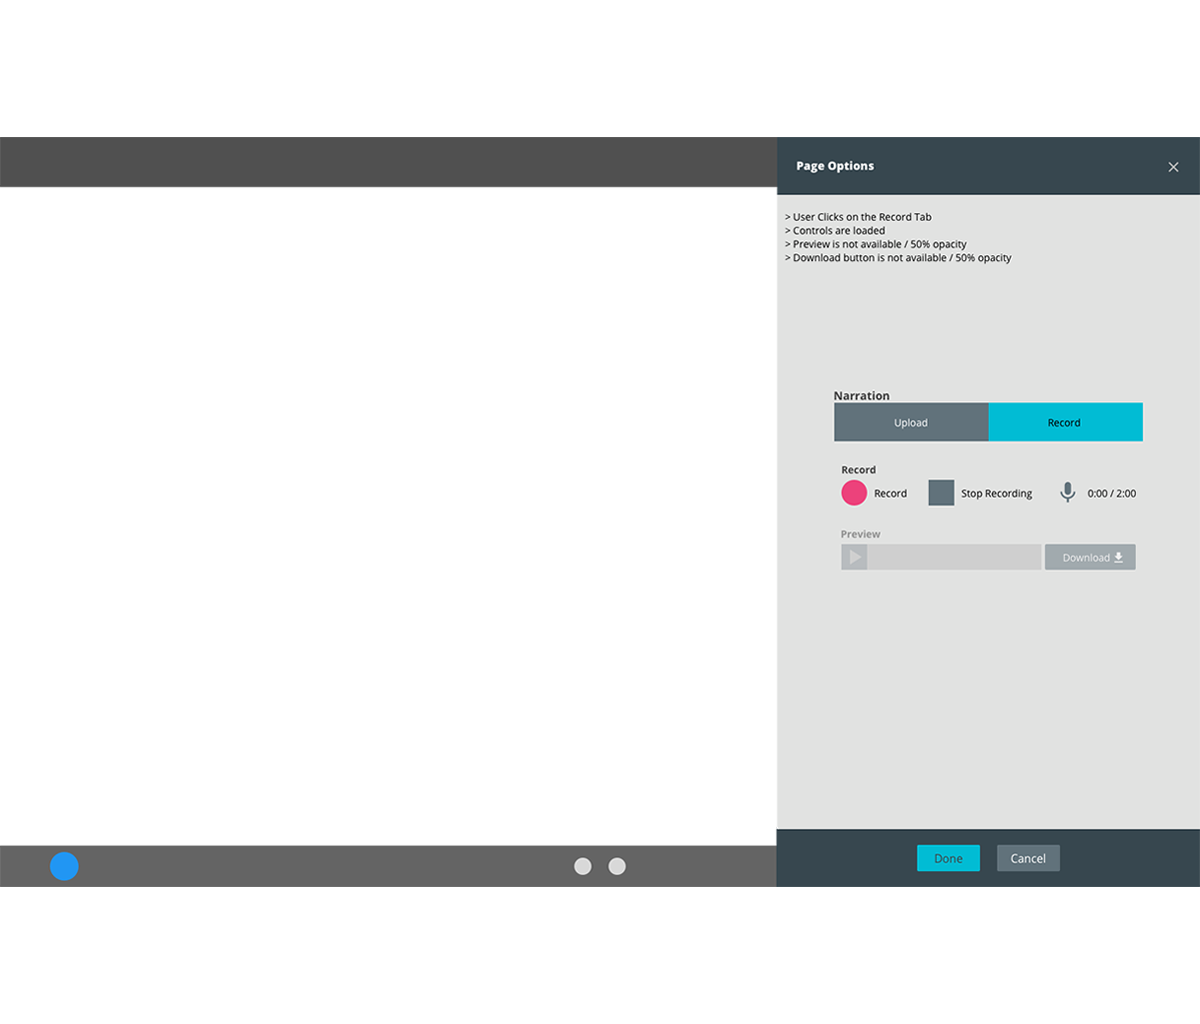 Page Options
> User Clicks on the Record Tab
> Controls are loaded
> Preview is not available / 50% opacity
> Download button is not available / 50% opacity
Narration
Upload Record
Record
Record Stop Recording 0:00 / 2:00
Preview
Download
Done Cancel